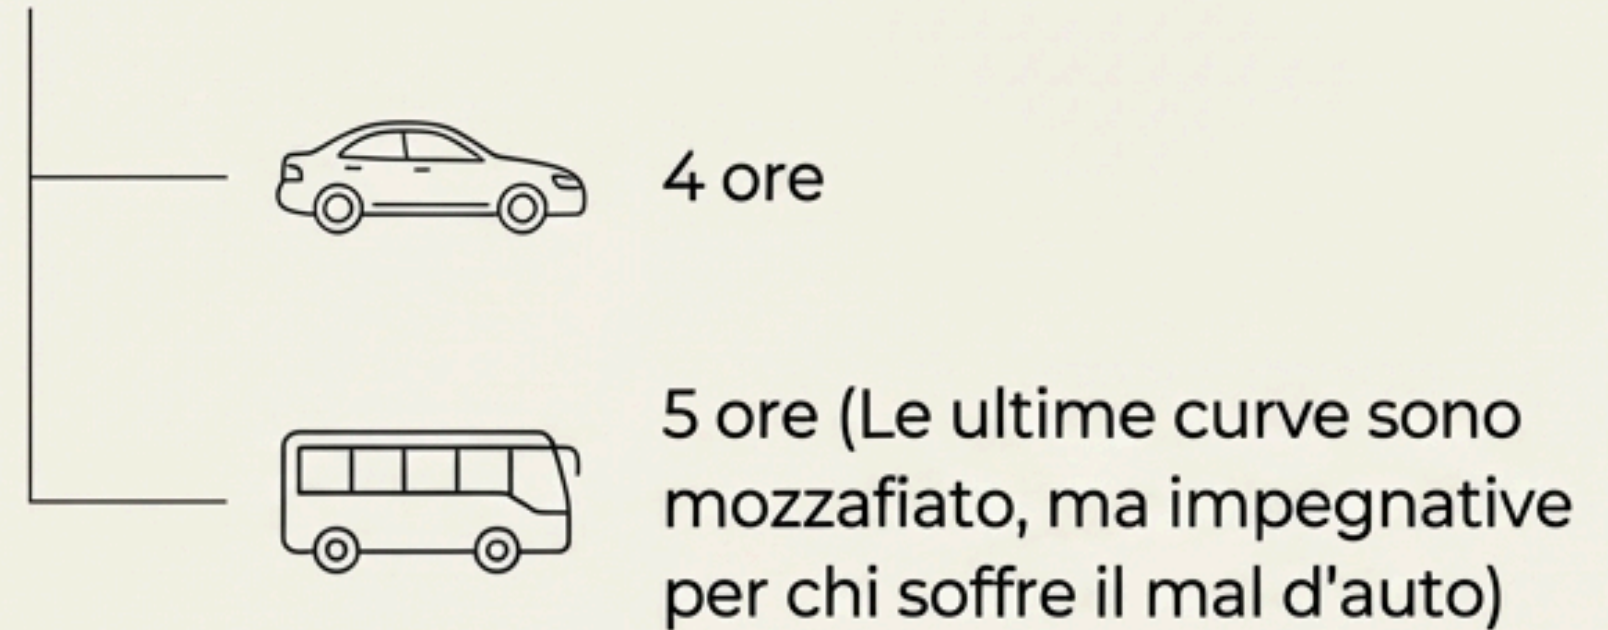 4 ore
5 ore (Le ultime curve sono
mozzafiato, ma impegnative
per chi soffre il mal d'auto)